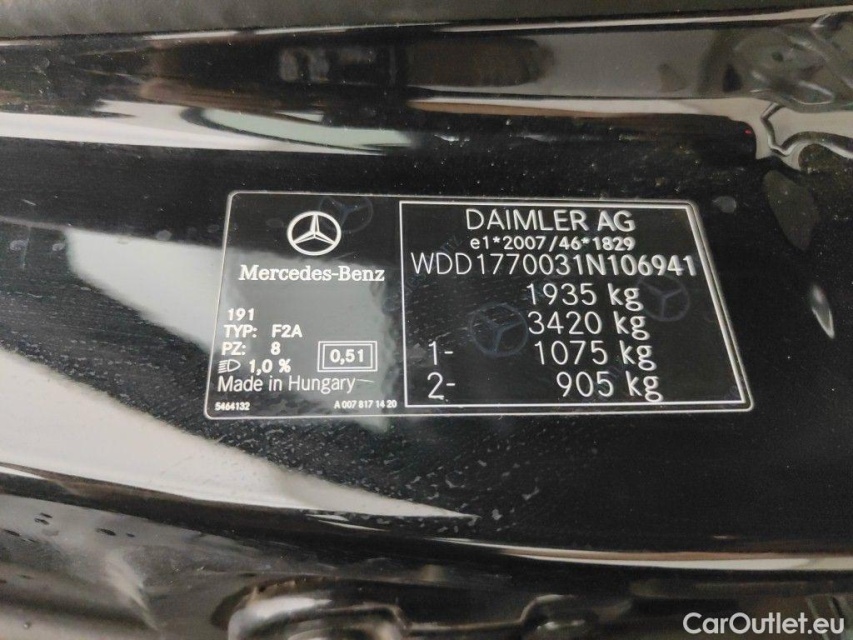 Mercedes-Benz
191
TYP: F2A
PZ: 8
1,0 %
0,51
Made in Hungary
5464132
A 007 817 14 20
DAIMLER AG
e1*2007/46*1829
WDD1770031N106941
1935 kg
3420 kg
1- 1075 kg
2- 905 kg
CarOutlet.eu